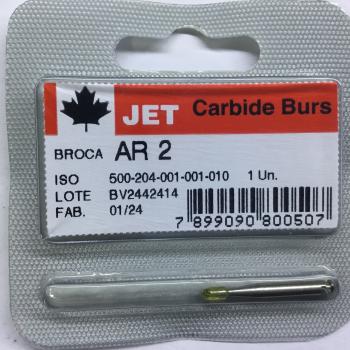 JET Carbide Burs
BROCA AR 2
ISO 500-204-001-001-010 1 Un.
LOTE BV2442414
FAB. 01/24
7 899090 800507